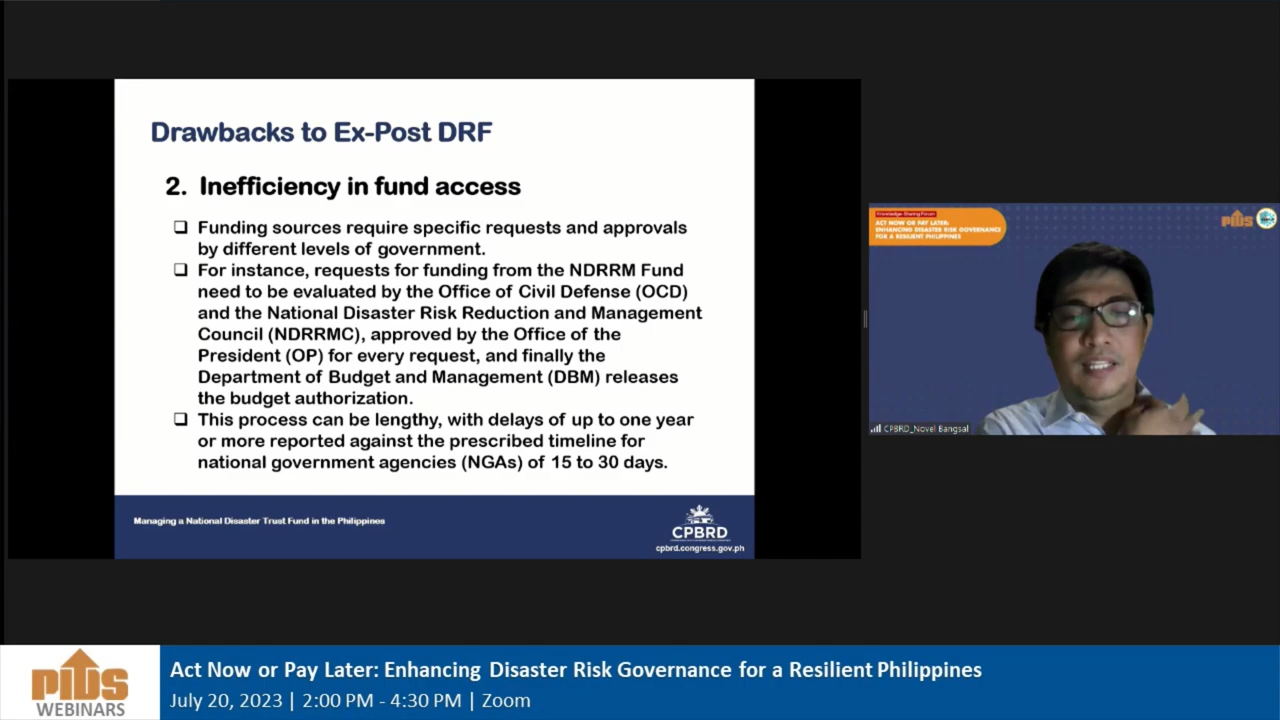 Drawbacks to Ex-Post DRF
2. Inefficiency in fund access
❑ Funding sources require specific requests and approvals
by different levels of government.
❑ For instance, requests for funding from the NDRRM Fund
need to be evaluated by the Office of Civil Defense (OCD)
and the National Disaster Risk Reduction and Management
Council (NDRRMC), approved by the Office of the
President (OP) for every request, and finally the
Department of Budget and Management (DBM) releases
the budget authorization.
❑ This process can be lengthy, with delays of up to one year
or more reported against the prescribed timeline for
national government agencies (NGAs) of 15 to 30 days.
Managing a National Disaster Trust Fund in the Philippines
CPBRD
cpbrd.congress.gov.ph
Knowledge-Sharing Forum
ACT NOW OR PAY LATER:
ENHANCING DISASTER RISK GOVERNANCE
FOR A RESILIENT PHILIPPINES
PIDS
CPBRD_Novel Bangsal
PIDS
WEBINARS
Act Now or Pay Later: Enhancing Disaster Risk Governance for a Resilient Philippines
July 20, 2023 | 2:00 PM - 4:30 PM | Zoom